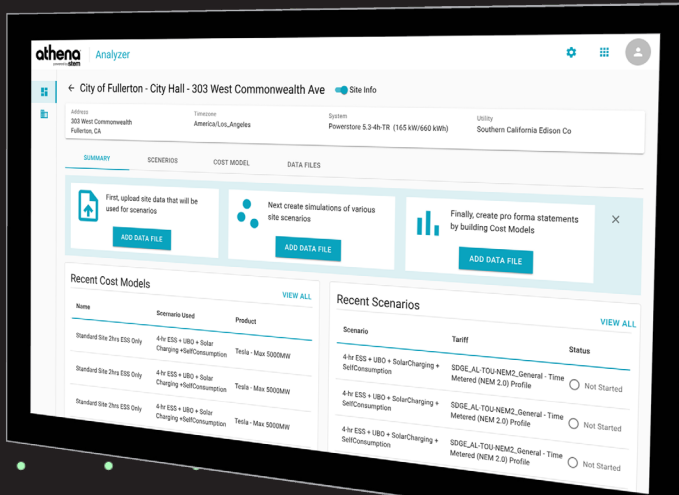 athena
powered by stem
Analyzer
City of Fullerton - City Hall - 303 West Commonwealth Ave
Site Info
Address
303 West Commonwealth
Fullerton, CA
Timezone
America/Los_Angeles
System
Powerstore 5.3-4h-TR (165 kW/660 kWh)
Utility
Southern California Edison Co
SUMMARY
SCENERIOS
COST MODEL
DATA FILES
First, upload site data that will be
used for scenarios
ADD DATA FILE
Next create simulations of various
site scenarios
ADD DATA FILE
Finally, create pro forma statements
by building Cost Models
ADD DATA FILE
Recent Cost Models
VIEW ALL
Name
Scernario Used
Product
Standard Site 2hrs ESS Only
4-hr ESS + UBO + Solar
Charging +SelfConsumption
Tesla - Max 5000MW
Standard Site 2hrs ESS Only
4-hr ESS + UBO + Solar
Charging +SelfConsumption
Tesla - Max 5000MW
Standard Site 2hrs ESS Only
4-hr ESS + UBO + Solar
Charging +SelfConsumption
Tesla - Max 5000MW
Recent Scenarios
VIEW ALL
Scenario
Tariff
Status
4-hr ESS + UBO + SolarCharging +
SelfConsumption
SDGE_AL-TOU-NEM2_General - Time
Metered (NEM 2.0) Profile
Not Started
4-hr ESS + UBO + SolarCharging +
SelfConsumption
SDGE_AL-TOU-NEM2_General - Time
Metered (NEM 2.0) Profile
Not Started
4-hr ESS + UBO + SolarCharging +
SelfConsumption
SDGE_AL-TOU-NEM2_General - Time
Metered (NEM 2.0) Profile
Not Started